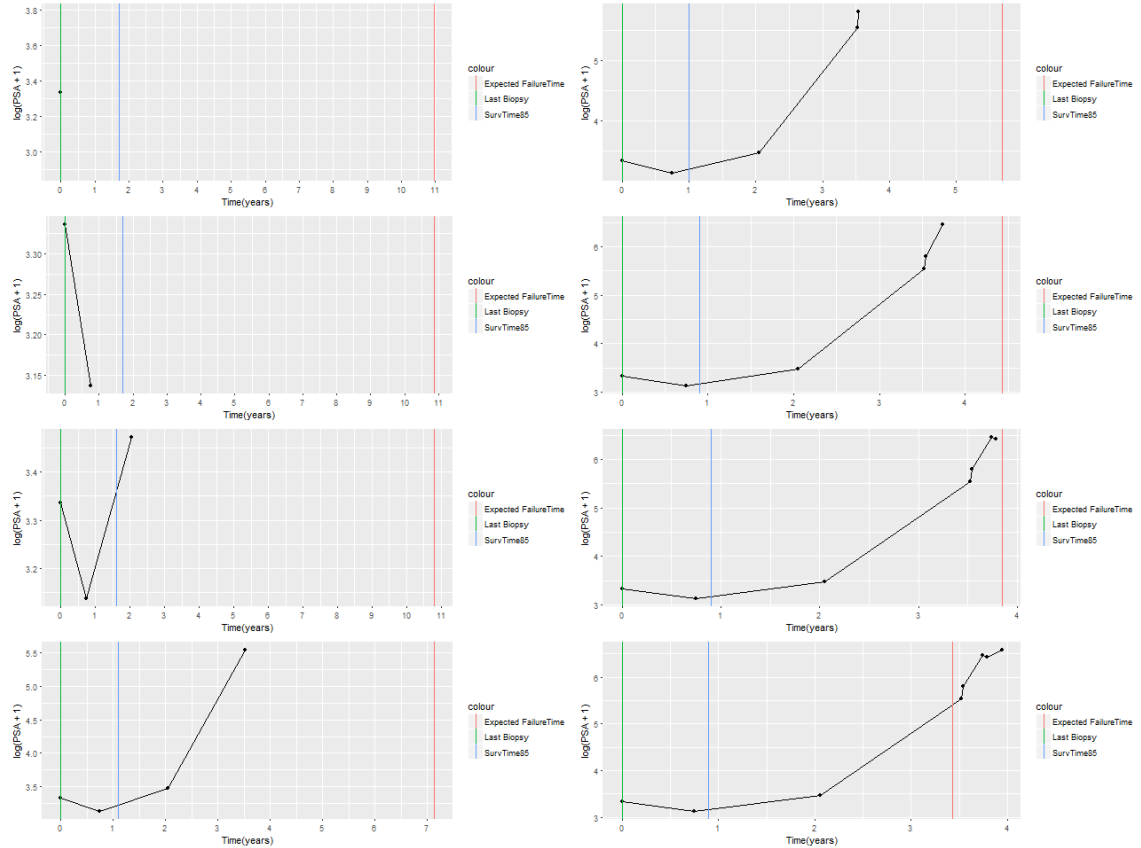 3.8
3.6
3.4
3.2
3.0
log(PSA + 1)
0 1 2 3 4 5 6 7 8 9 10 11
Time(years)
colour
Expected FailureTime
Last Biopsy
SurvTime85
5
4
log(PSA + 1)
0 1 2 3 4 5
Time(years)
colour
Expected FailureTime
Last Biopsy
SurvTime85
3.30
3.25
3.20
3.15
log(PSA + 1)
0 1 2 3 4 5 6 7 8 9 10 11
Time(years)
colour
Expected FailureTime
Last Biopsy
SurvTime85
6
5
4
3
log(PSA + 1)
0 1 2 3 4
Time(years)
colour
Expected FailureTime
Last Biopsy
SurvTime85
3.4
3.3
3.2
log(PSA + 1)
0 1 2 3 4 5 6 7 8 9 10 11
Time(years)
colour
Expected FailureTime
Last Biopsy
SurvTime85
6
5
4
3
log(PSA + 1)
0 1 2 3 4
Time(years)
colour
Expected FailureTime
Last Biopsy
SurvTime85
5.5
5.0
4.5
4.0
3.5
log(PSA + 1)
0 1 2 3 4 5 6 7
Time(years)
colour
Expected FailureTime
Last Biopsy
SurvTime85
6
5
4
3
log(PSA + 1)
0 1 2 3 4
Time(years)
colour
Expected FailureTime
Last Biopsy
SurvTime85